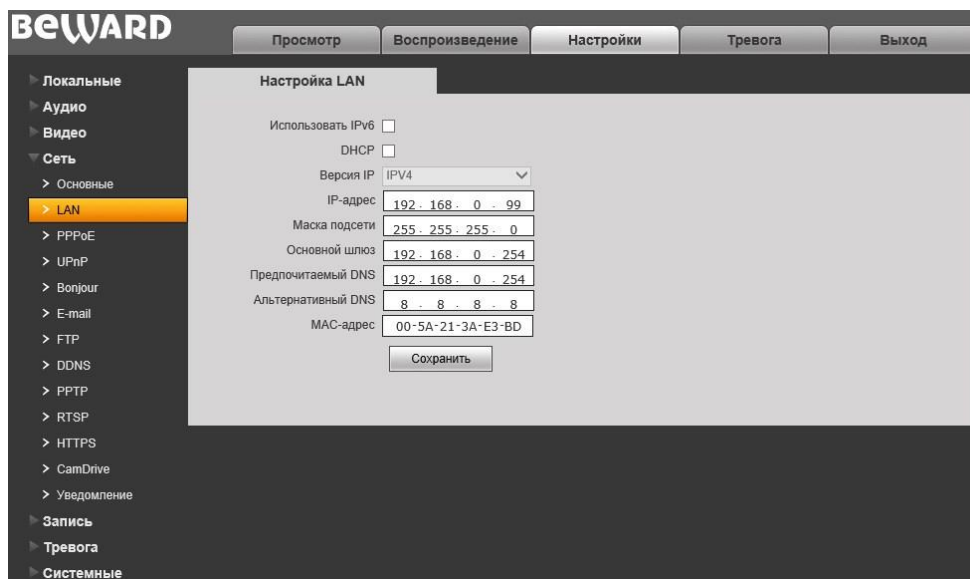 BEWARD
Просмотр Воспроизведение Настройки Тревога Выход
Локальные
Аудио
Видео
Сеть
Основные
LAN
PPPoE
UPnP
Bonjour
E-mail
FTP
DDNS
PPTP
RTSP
HTTPS
CamDrive
Уведомление
Запись
Тревога
Системные
Настройка LAN
Использовать IPv6
DHCP
Версия IP IPV4
IP-адрес 192 . 168 . 0 . 99
Маска подсети 255 . 255 . 255 . 0
Основной шлюз 192 . 168 . 0 . 254
Предпочитаемый DNS 192 . 168 . 0 . 254
Альтернативный DNS 8 . 8 . 8 . 8
MAC-адрес 00-5A-21-3A-E3-BD
Сохранить